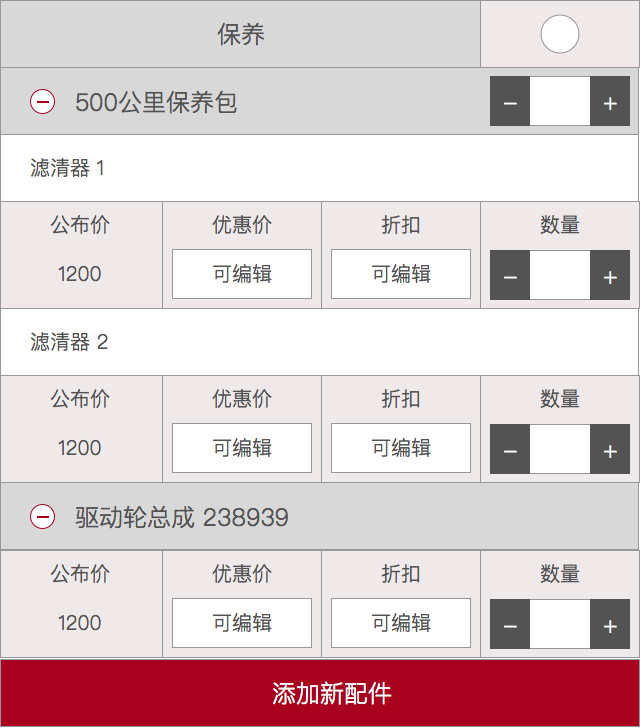 保养
500公里保养包 − +
滤清器 1
公布价 优惠价 折扣 数量
1200 可编辑 可编辑 − +
滤清器 2
公布价 优惠价 折扣 数量
1200 可编辑 可编辑 − +
驱动轮总成 238939
公布价 优惠价 折扣 数量
1200 可编辑 可编辑 − +
添加新配件